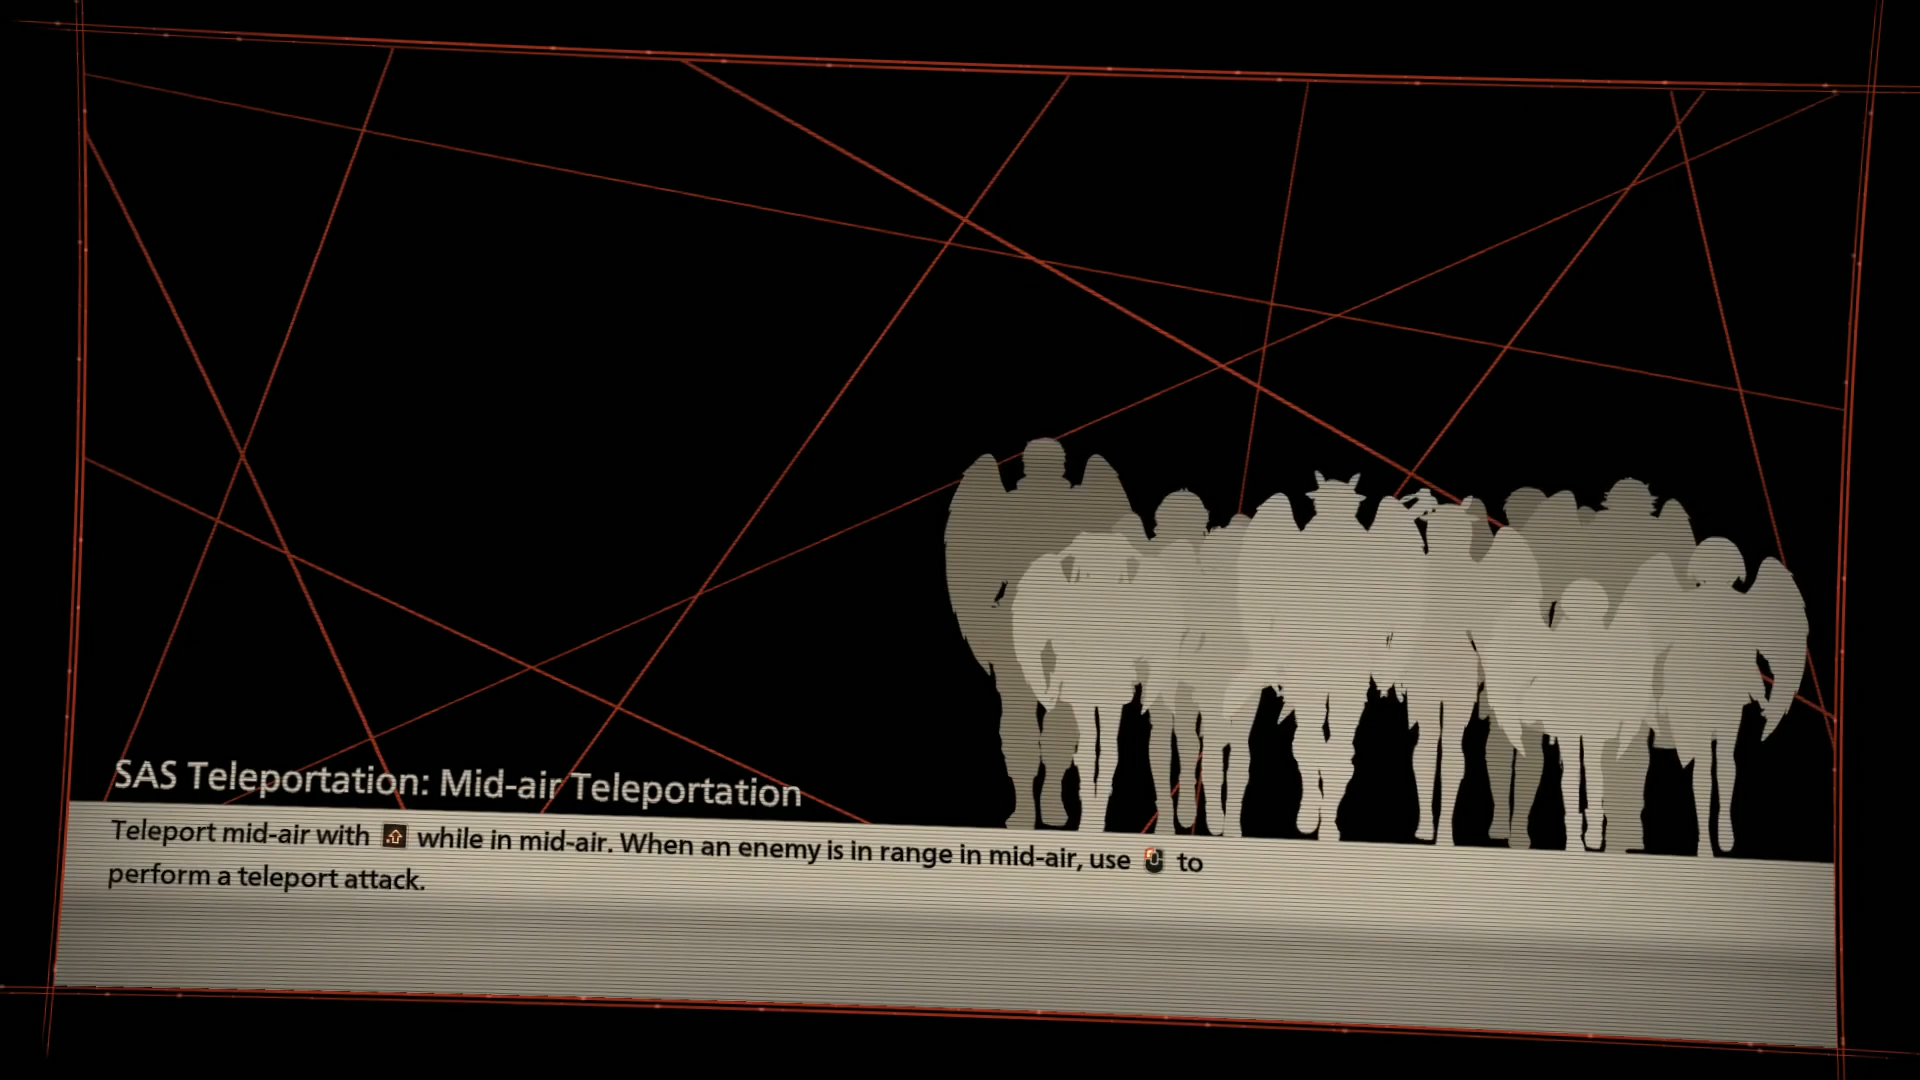 SAS Teleportation: Mid-air Teleportation
Teleport mid-air with while in mid-air. When an enemy is in range in mid-air, use to
perform a teleport attack.